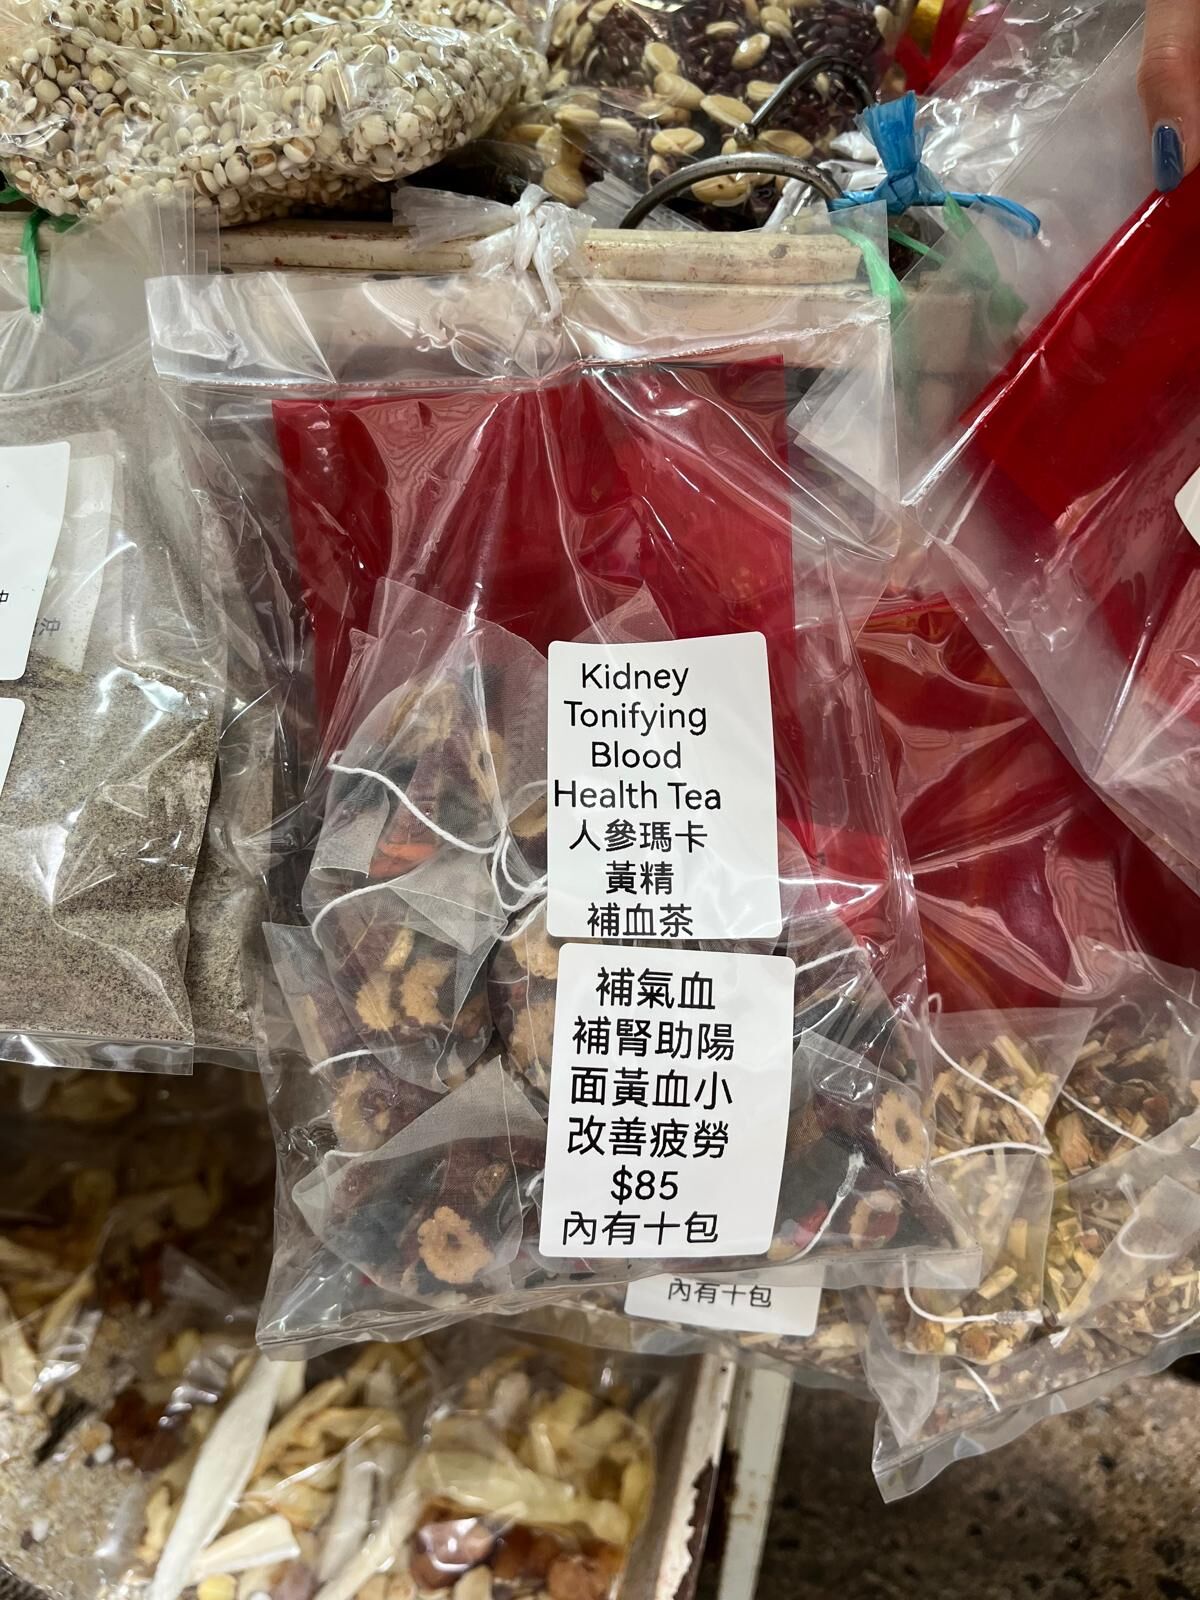 Kidney
Tonifying
Blood
Health Tea
人參瑪卡
黃精
補血茶
補氣血
補腎助陽
面黃血小
改善疲勞
$85
內有十包
內有十包
沖